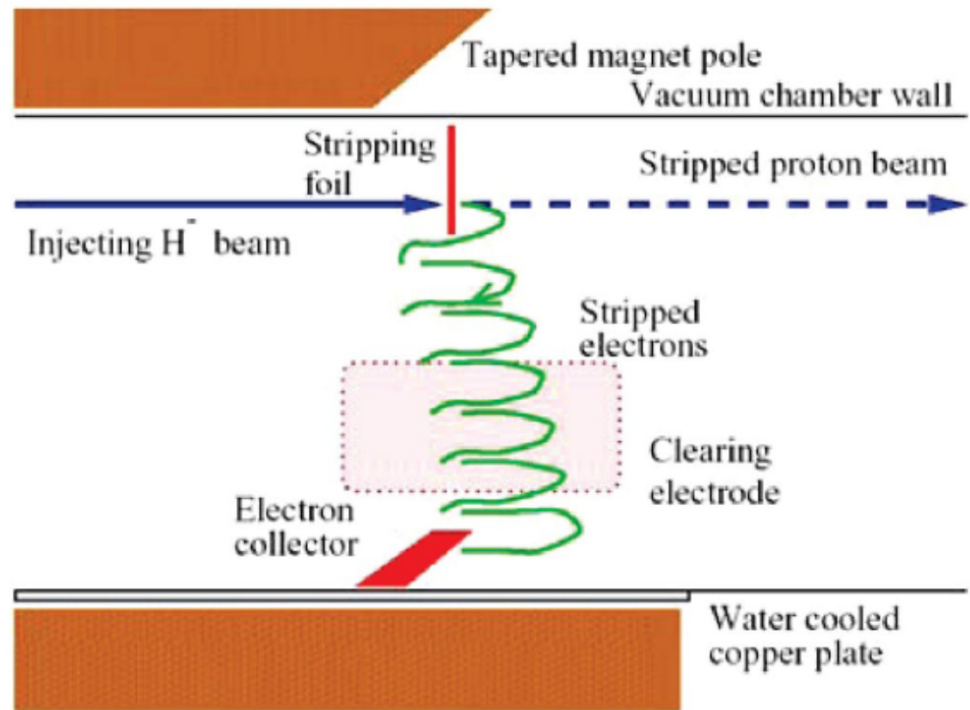 Tapered magnet pole
Vacuum chamber wall
Stripping
foil
Stripped proton beam
Injecting H⁻ beam
Stripped
electrons
Clearing
electrode
Electron
collector
Water cooled
copper plate